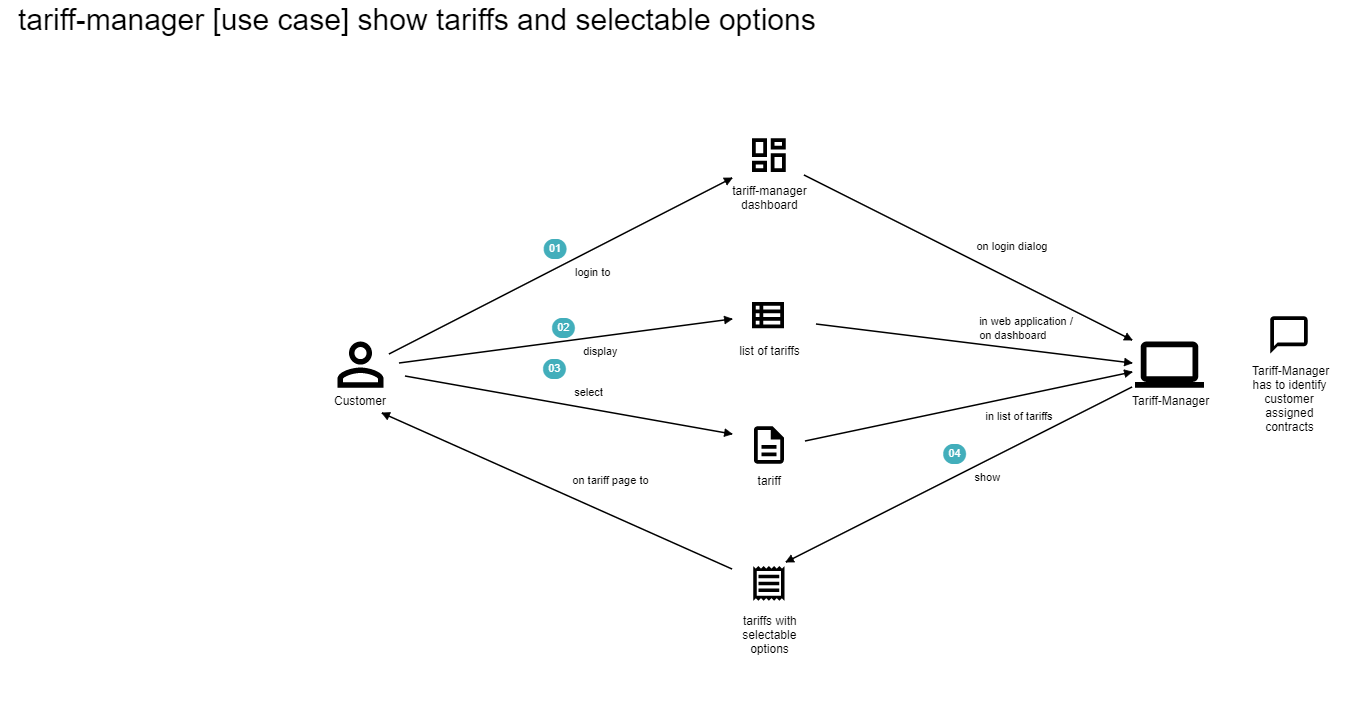 tariff-manager [use case] show tariffs and selectable options
tariff-manager
dashboard
01
login to
on login dialog
02
display
list of tariffs
in web application /
on dashboard
03
select
Customer
Tariff-Manager
Tariff-Manager
has to identify
customer
assigned
contracts
in list of tariffs
04
show
on tariff page to
tariff
tariffs with
selectable
options